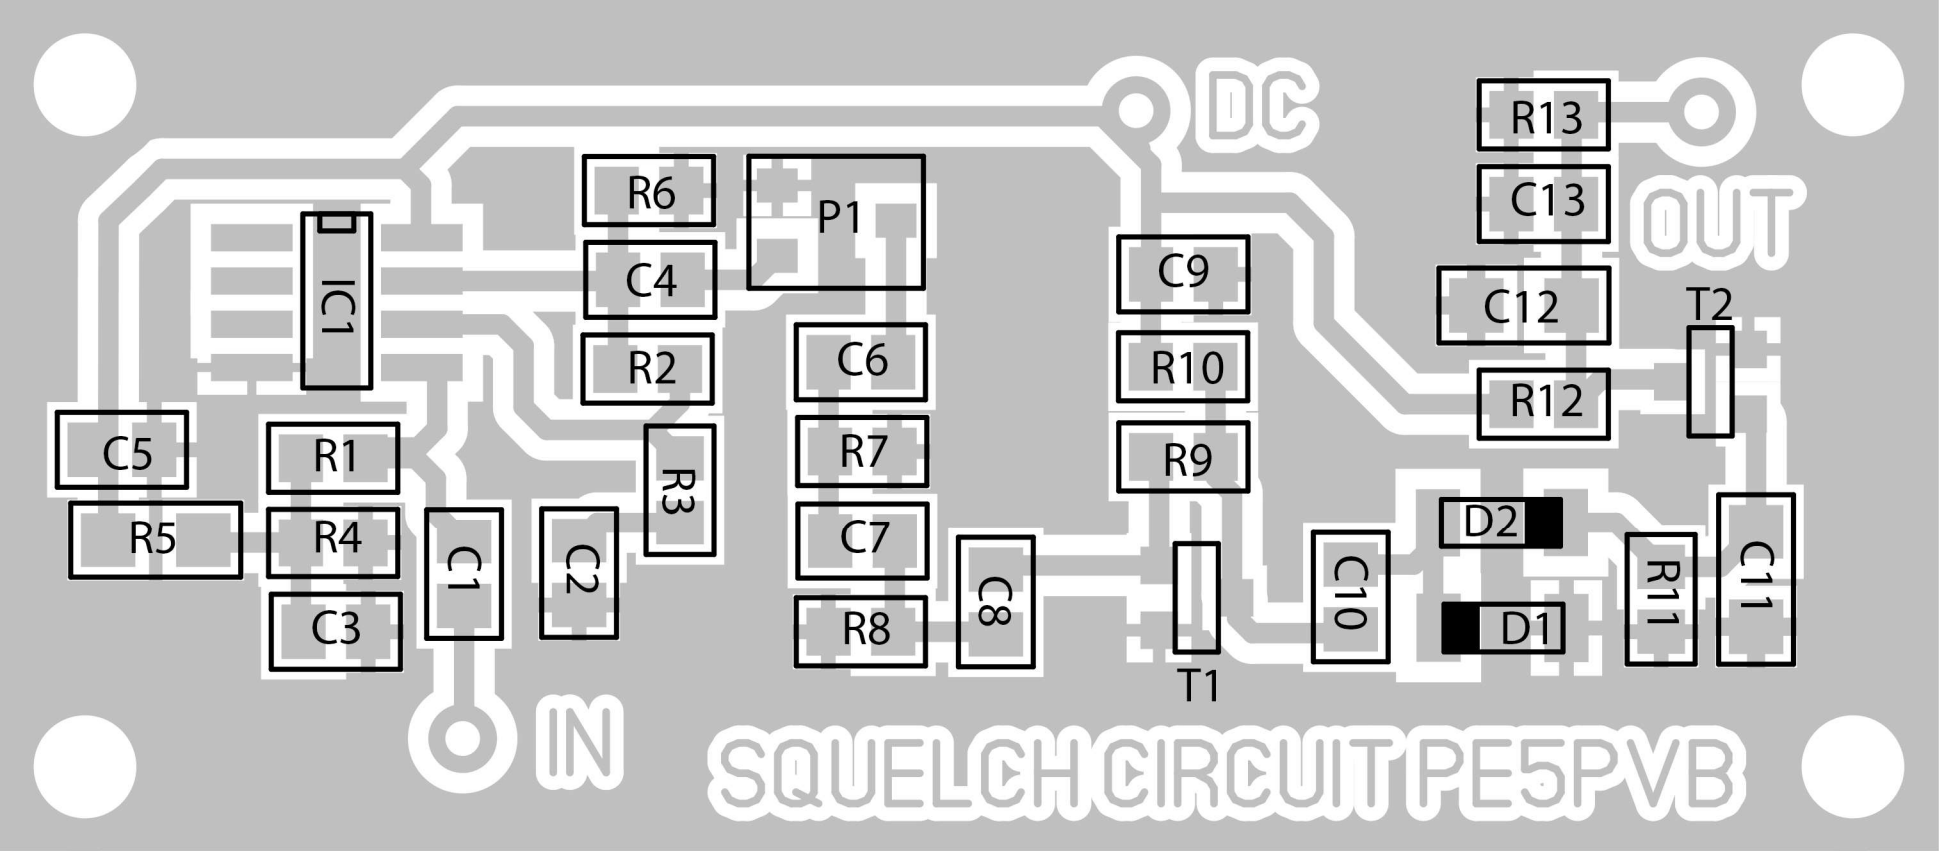 DC
R13
R6
C13
P1
OUT
C4
C9
IC1
C12
T2
R2
C6
R10
R12
C5
R1
R7
R9
R3
D2
R5
R4
C7
C1
C2
C8
C10
R11
C11
C3
R8
D1
T1
IN
SQUELCH CIRCUIT PE5PVB